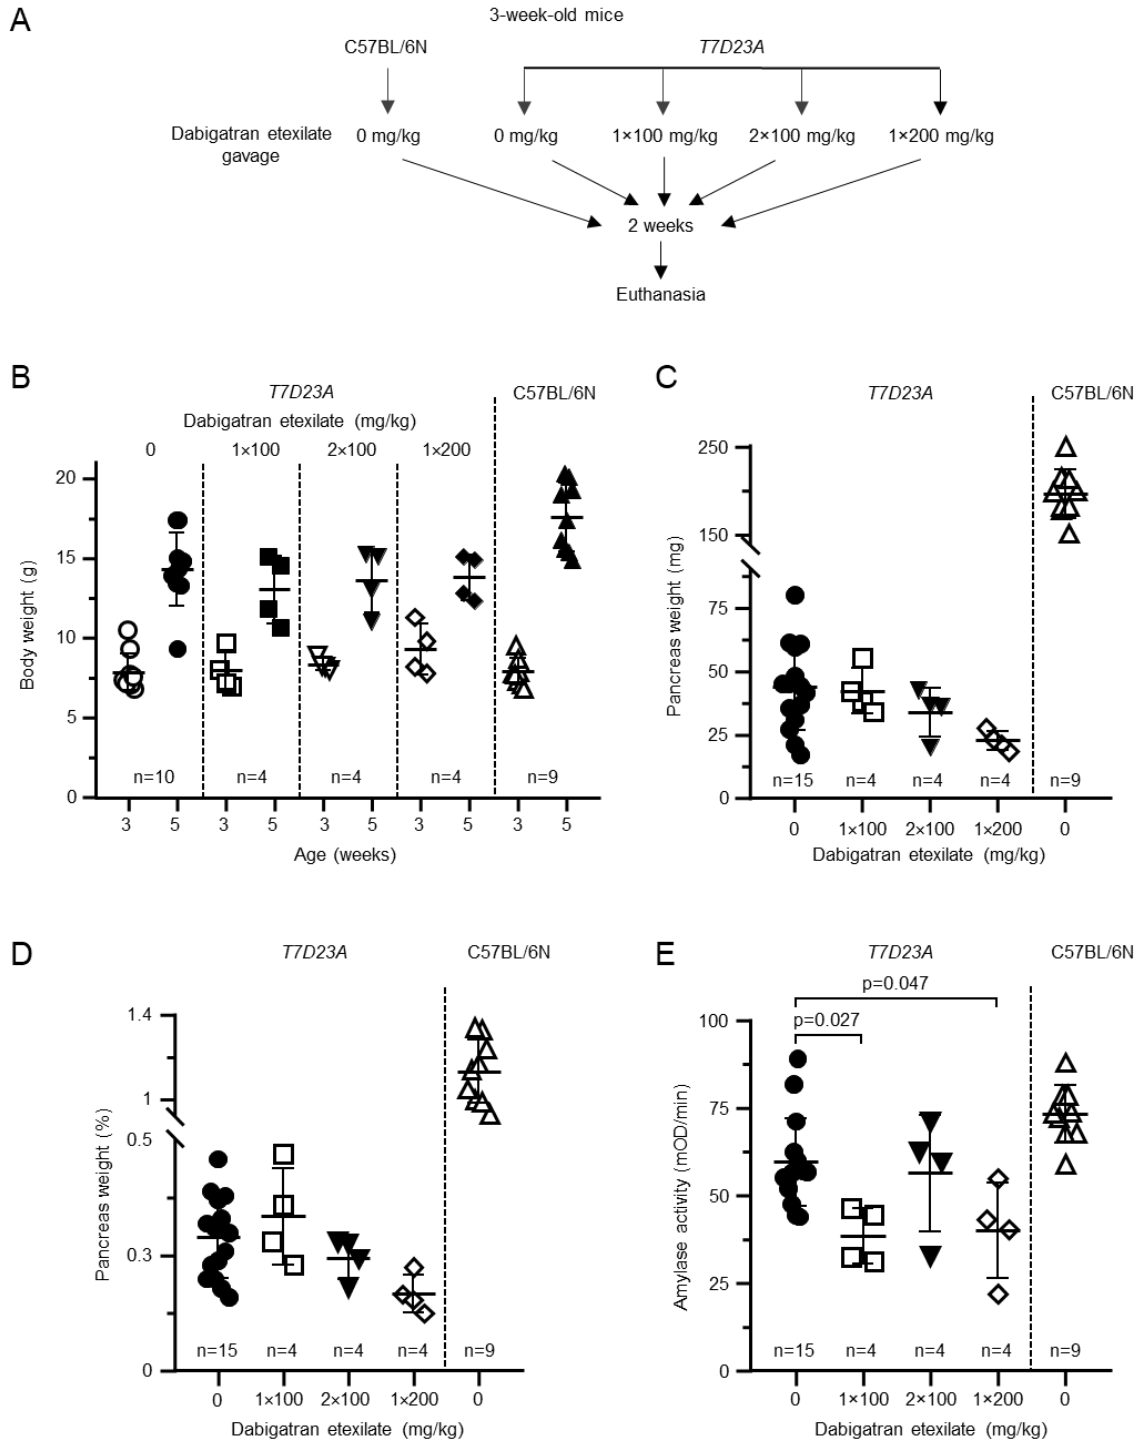 A
3-week-old mice
C57BL/6N
T7D23A
Dabigatran etexilate
gavage
0 mg/kg
0 mg/kg
1×100 mg/kg
2×100 mg/kg
1×200 mg/kg
2 weeks
Euthanasia
B
T7D23A
C57BL/6N
Dabigatran etexilate (mg/kg)
0
1×100
2×100
1×200
Body weight (g)
20
15
10
5
0
n=10
n=4
n=4
n=4
n=9
3
5
3
5
3
5
3
5
3
5
Age (weeks)
C
T7D23A
C57BL/6N
Pancreas weight (mg)
250
150
75
50
25
0
n=15
n=4
n=4
n=4
n=9
0
1×100
2×100
1×200
0
Dabigatran etexilate (mg/kg)
D
T7D23A
C57BL/6N
Pancreas weight (%)
1.4
1
0.5
0.3
0
n=15
n=4
n=4
n=4
n=9
0
1×100
2×100
1×200
0
Dabigatran etexilate (mg/kg)
E
T7D23A
C57BL/6N
p=0.047
p=0.027
Amylase activity (mOD/min)
100
75
50
25
0
n=15
n=4
n=4
n=4
n=9
0
1×100
2×100
1×200
0
Dabigatran etexilate (mg/kg)